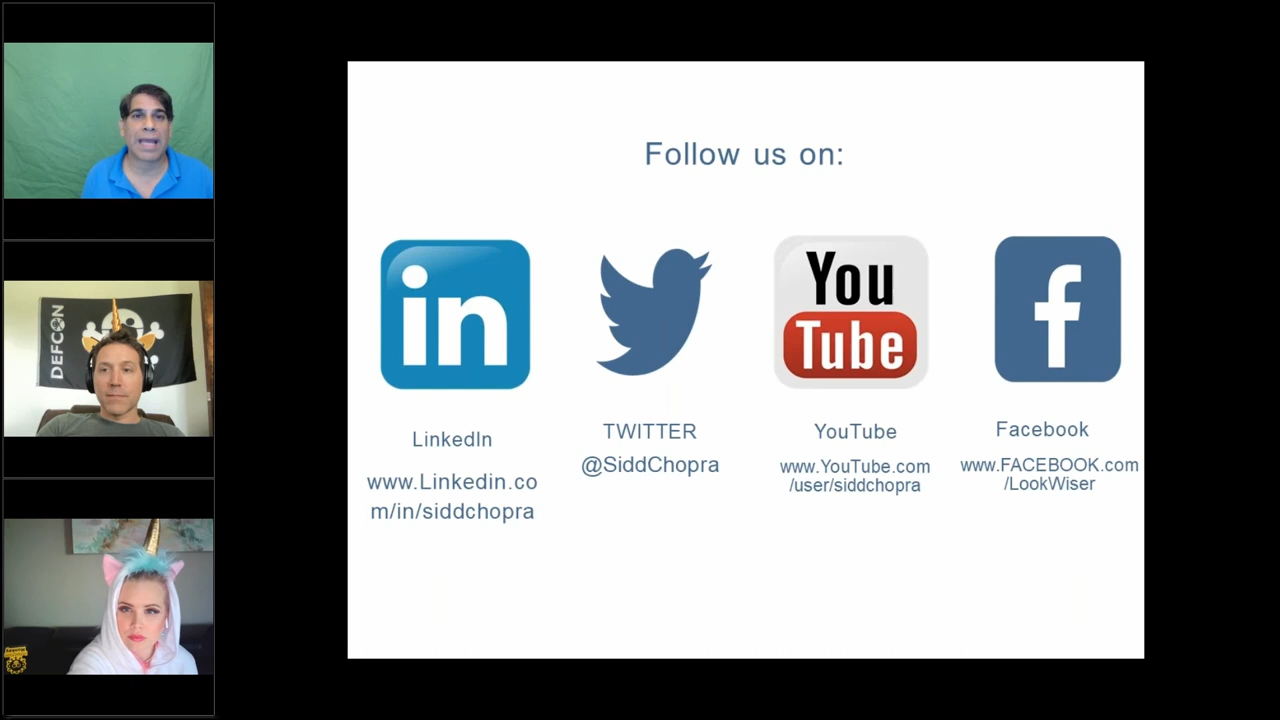 Follow us on:
in
You
Tube
f
LinkedIn
www.Linkedin.co
m/in/siddchopra
TWITTER
@SiddChopra
YouTube
www.YouTube.com
/user/siddchopra
Facebook
www.FACEBOOK.com
/LookWiser
DEFCON